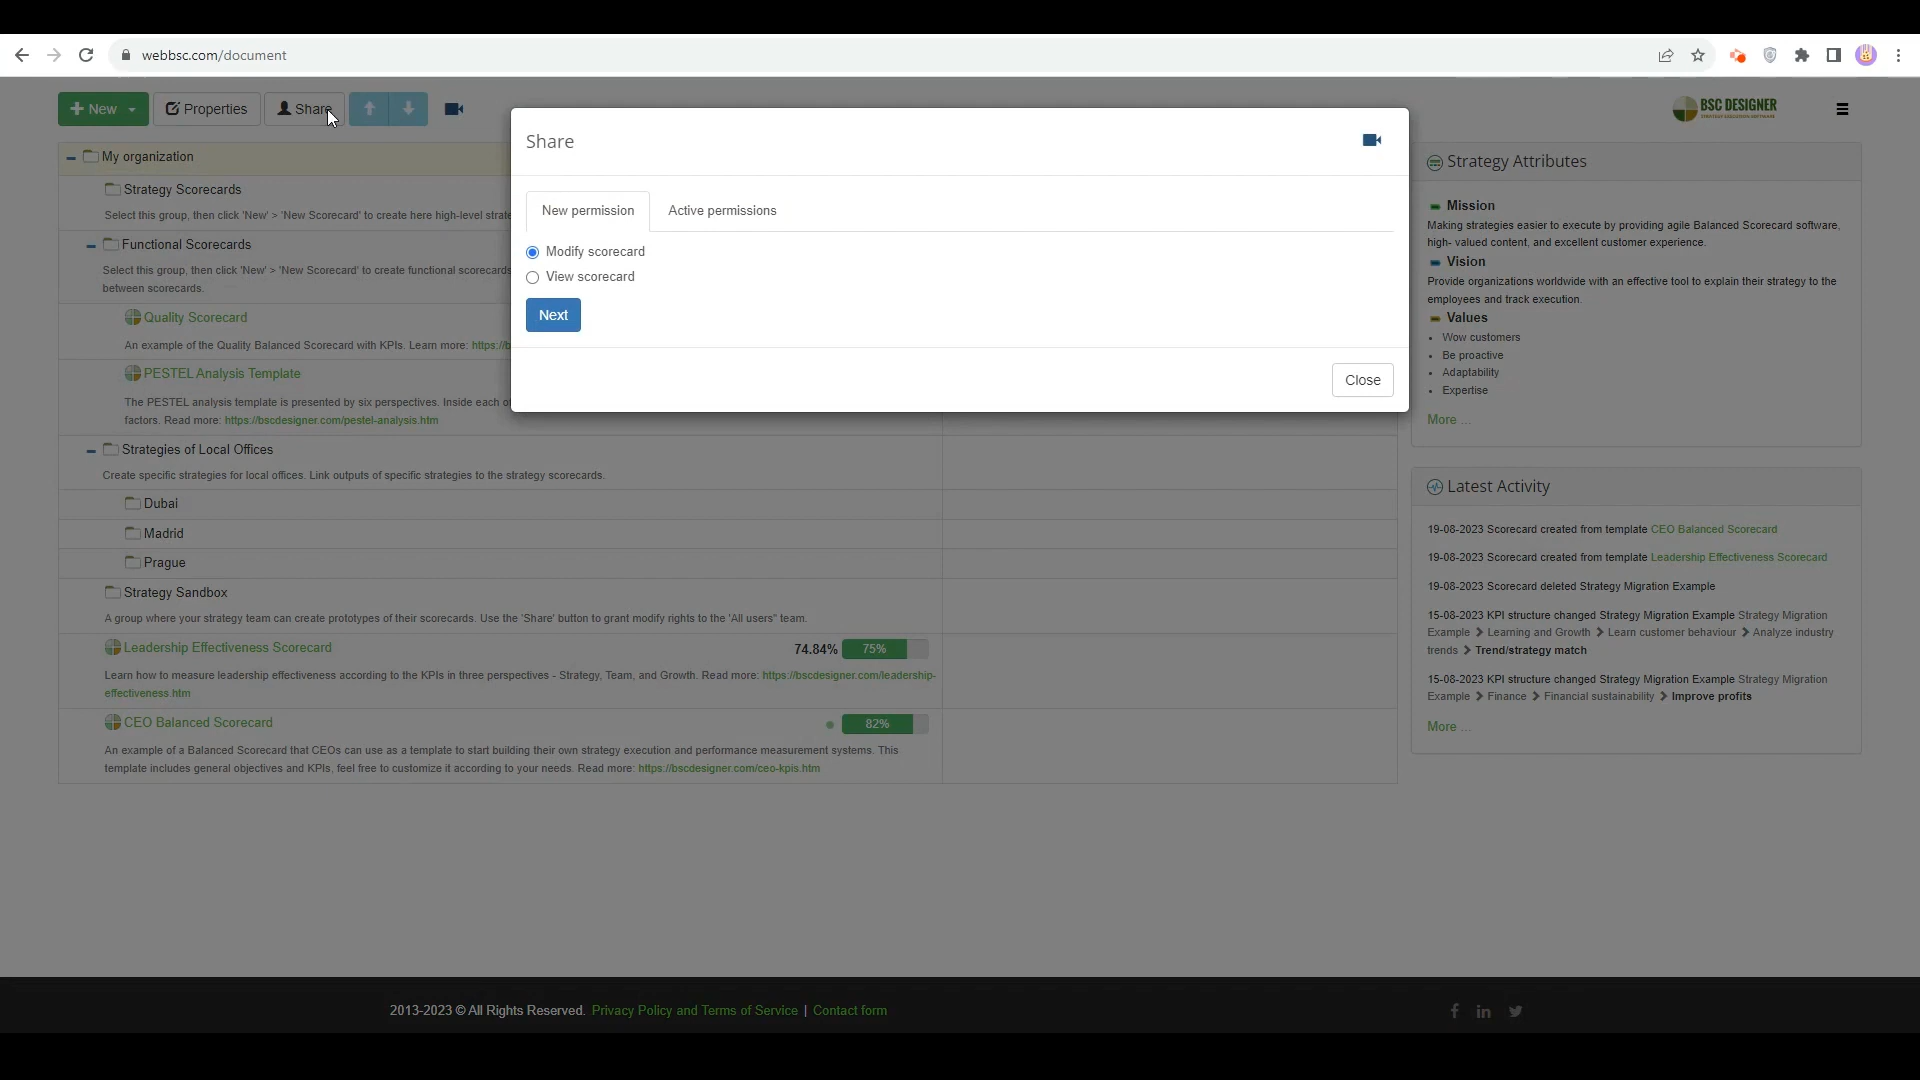 webbsc.com/document
New
Properties
Share
BSC DESIGNER
My organization
Strategy Scorecards
Select this group, then click 'New' > 'New Scorecard' to create here high-level strate
Functional Scorecards
Select this group, then click 'New' > 'New Scorecard' to create functional scorecards
between scorecards.
Quality Scorecard
An example of the Quality Balanced Scorecard with KPIs. Learn more: https://b
PESTEL Analysis Template
The PESTEL analysis template is presented by six perspectives. Inside each o
factors. Read more: https://bscdesigner.com/pestel-analysis.htm
Strategies of Local Offices
Create specific strategies for local offices. Link outputs of specific strategies to the strategy scorecards.
Dubai
Madrid
Prague
Strategy Sandbox
A group where your strategy team can create prototypes of their scorecards. Use the 'Share' button to grant modify rights to the 'All users" team.
Leadership Effectiveness Scorecard
74.84% 75%
Learn how to measure leadership effectiveness according to the KPIs in three perspectives - Strategy, Team, and Growth. Read more: https://bscdesigner.com/leadership-
effectiveness.htm
CEO Balanced Scorecard
82%
An example of a Balanced Scorecard that CEOs can use as a template to start building their own strategy execution and performance measurement systems. This
template includes general objectives and KPIs, feel free to customize it according to your needs. Read more: https://bscdesigner.com/ceo-kpis.htm
Share
New permission
Active permissions
Modify scorecard
View scorecard
Next
Close
Strategy Attributes
Mission
Making strategies easier to execute by providing agile Balanced Scorecard software,
high- valued content, and excellent customer experience.
Vision
Provide organizations worldwide with an effective tool to explain their strategy to the
employees and track execution.
Values
Wow customers
Be proactive
Adaptability
Expertise
More ...
Latest Activity
19-08-2023 Scorecard created from template CEO Balanced Scorecard
19-08-2023 Scorecard created from template Leadership Effectiveness Scorecard
19-08-2023 Scorecard deleted Strategy Migration Example
15-08-2023 KPI structure changed Strategy Migration Example Strategy Migration
Example > Learning and Growth > Learn customer behaviour > Analyze industry
trends > Trend/strategy match
15-08-2023 KPI structure changed Strategy Migration Example Strategy Migration
Example > Finance > Financial sustainability > Improve profits
More ...
2013-2023 © All Rights Reserved. Privacy Policy and Terms of Service | Contact form